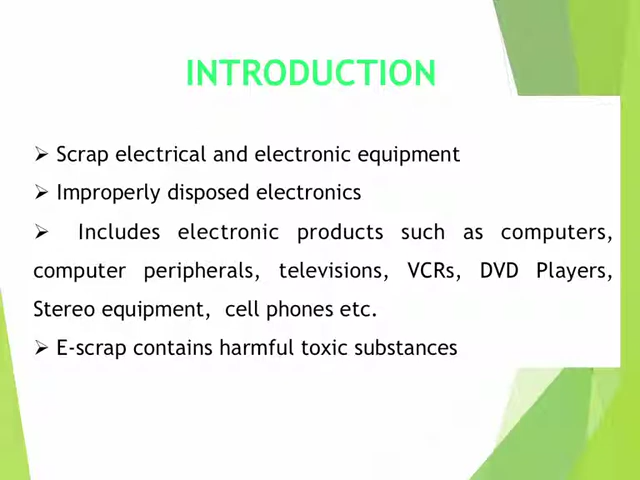 INTRODUCTION
➢ Scrap electrical and electronic equipment
➢ Improperly disposed electronics
➢ Includes electronic products such as computers,
computer peripherals, televisions, VCRs, DVD Players,
Stereo equipment, cell phones etc.
➢ E-scrap contains harmful toxic substances